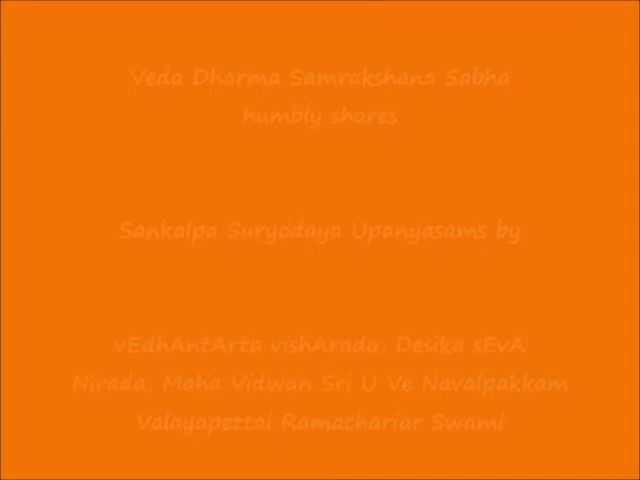 Veda Dharma Samrakshana Sabha
humbly shares
Sankalpa Suryodaya Upanyasams by
vEdhAntArta vishArada, Desika sEvA
Nirada, Maha Vidwan Sri U Ve Navalpakkam
Valayapettai Ramachariar Swami